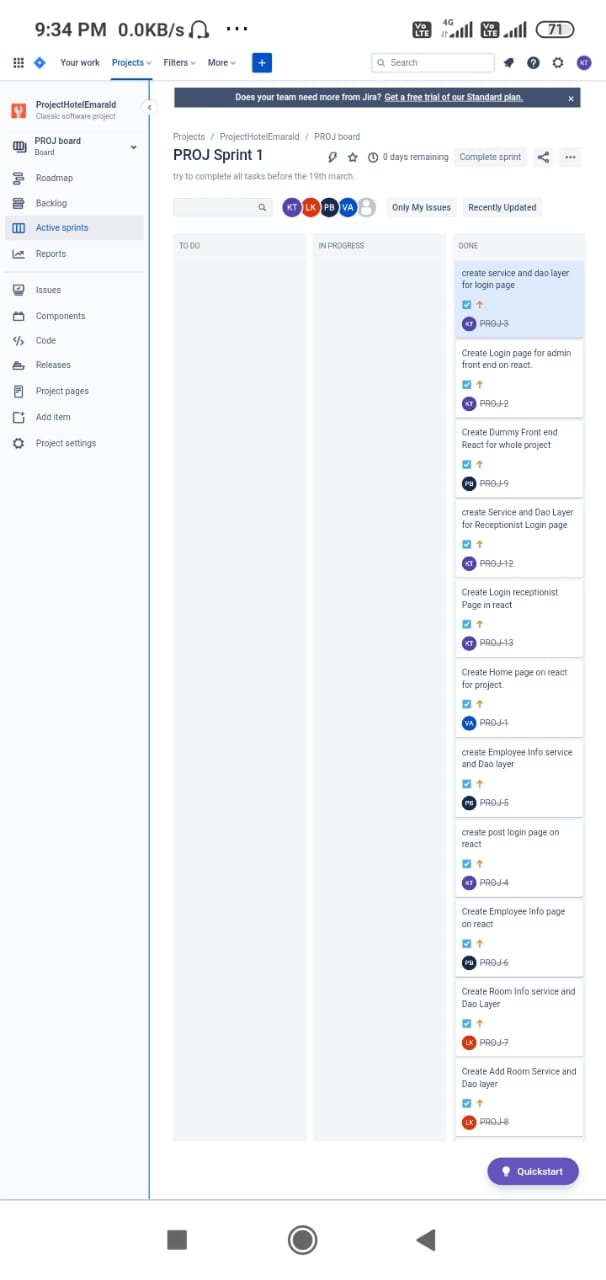 9:34 PM 0.0KB/s ...
Vo LTE 4G Vo LTE 71
Your work Projects Filters More + Search ? KT
ProjectHotelEmarald
Classic software project
PROJ board
Board
Roadmap
Backlog
Active sprints
Reports
Issues
Components
Code
Releases
Project pages
Add item
Project settings
Does your team need more from Jira? Get a free trial of our Standard plan. ×
Projects / ProjectHotelEmarald / PROJ board
PROJ Sprint 1
0 days remaining Complete sprint ...
try to complete all tasks before the 19th march.
KT LK PB VA Only My Issues Recently Updated
TO DO IN PROGRESS DONE
create service and dao layer
for login page
KT PROJ-3
Create Login page for admin
front end on react.
KT PROJ-2
Create Dummy Front end
React for whole project
PB PROJ-9
create Service and Dao Layer
for Receptionist Login page
KT PROJ-12
Create Login receptionist
Page in react
KT PROJ-13
Create Home page on react
for project.
VA PROJ-1
create Employee Info service
and Dao layer
PB PROJ-5
create post login page on
react
KT PROJ-4
Create Employee Info page
on react
PB PROJ-6
Create Room Info service and
Dao Layer
LK PROJ-7
Create Add Room Service and
Dao layer
LK PROJ-8
Quickstart